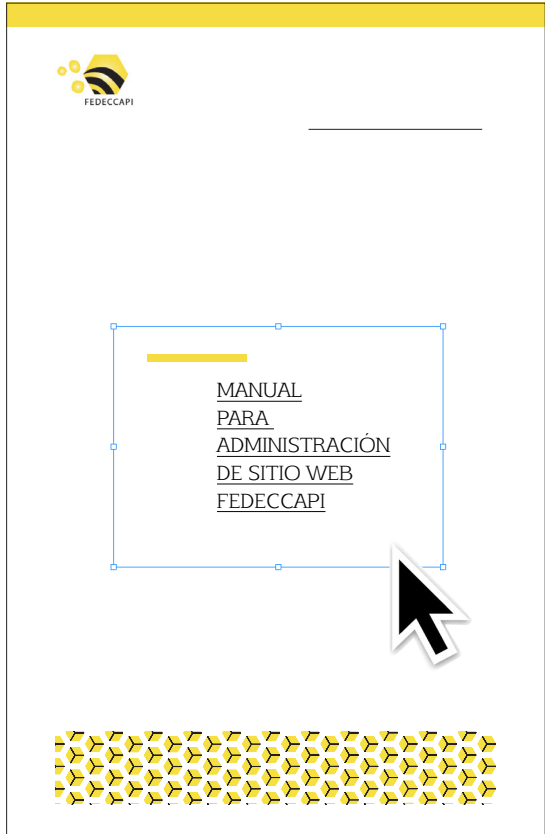 FEDECCAPI
MANUAL
PARA
ADMINISTRACIÓN
DE SITIO WEB
FEDECCAPI